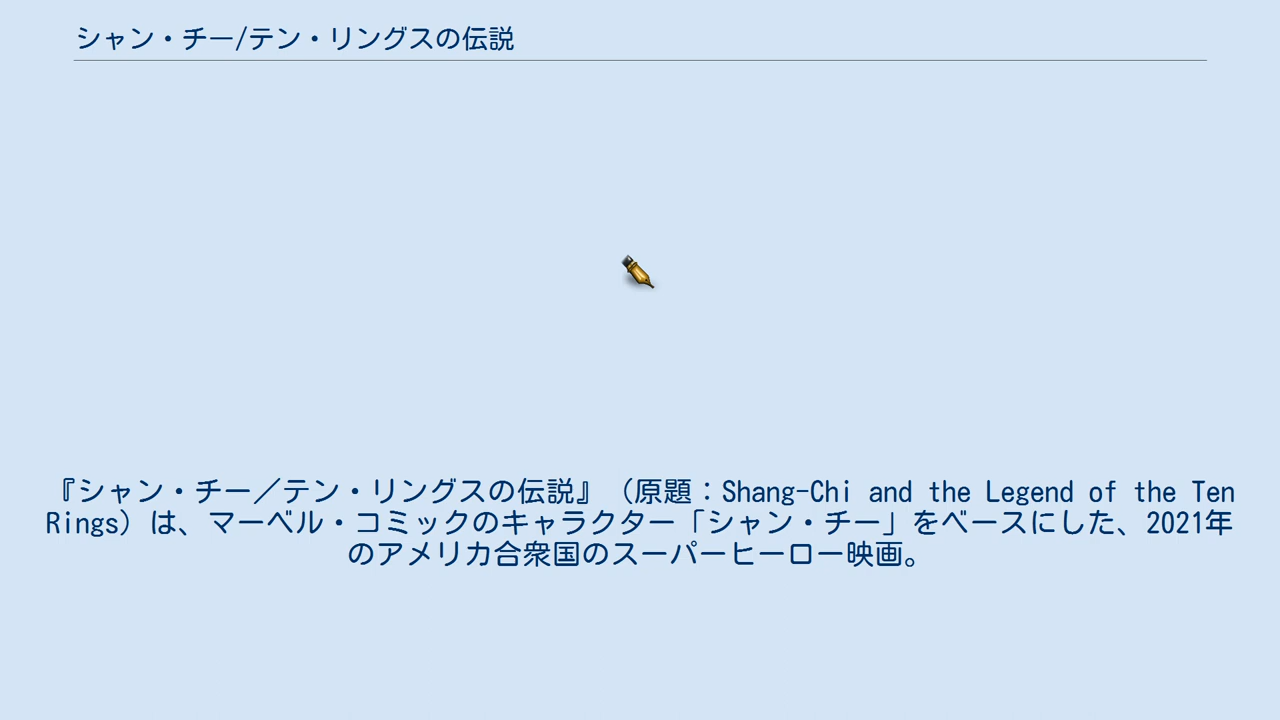 シャン・チー/テン・リングスの伝説
『シャン・チー／テン・リングスの伝説』（原題：Shang-Chi and the Legend of the Ten
Rings）は、マーベル・コミックのキャラクター「シャン・チー」をベースにした、2021年
のアメリカ合衆国のスーパーヒーロー映画。